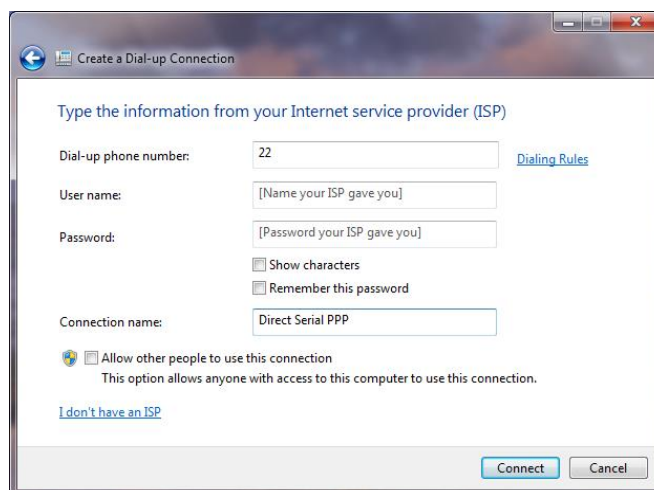 Create a Dial-up Connection
Type the information from your Internet service provider (ISP)
Dial-up phone number: 22 Dialing Rules
User name: [Name your ISP gave you]
Password: [Password your ISP gave you]
Show characters
Remember this password
Connection name: Direct Serial PPP
Allow other people to use this connection
This option allows anyone with access to this computer to use this connection.
I don't have an ISP
Connect Cancel